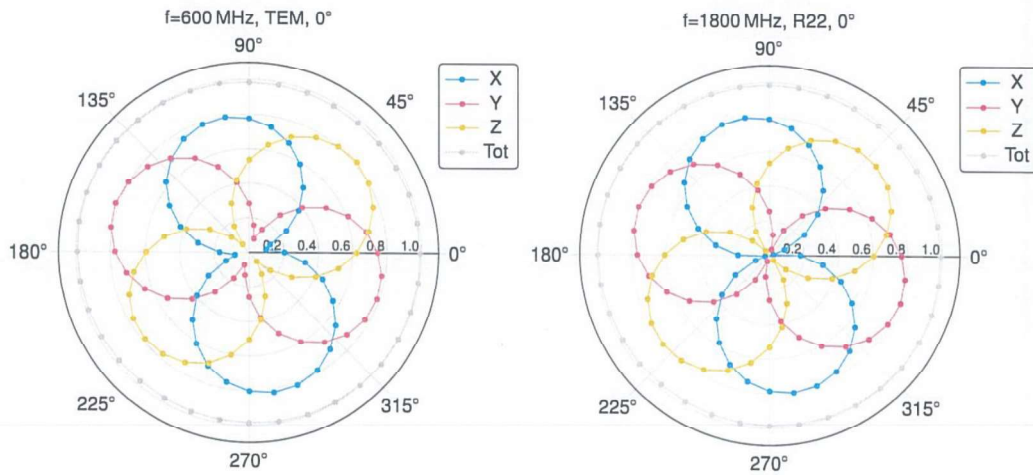 f=600 MHz, TEM, 0°
90°
135°
45°
180°
0.2 0.4 0.6 0.8 1.0
0°
225°
315°
270°
X
Y
Z
Tot
f=1800 MHz, R22, 0°
90°
135°
45°
180°
0.2 0.4 0.6 0.8 1.0
0°
225°
315°
270°
X
Y
Z
Tot